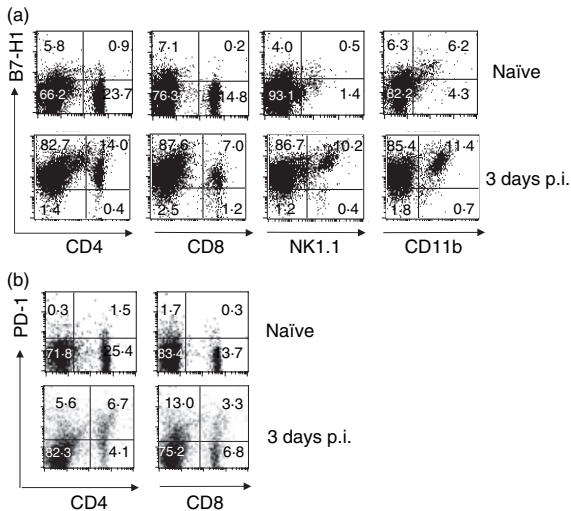 (a)
B7-H1
5·8 0·9 7·1 0·2 4·0 0·5 6·3 6·2
66·2 23·7 76·3 14·8 93·1 1·4 82·2 4·3
Naïve
82·7 14·0 87·6 7·0 86·7 10·2 85·4 11·4
3 days p.i.
1·4 0·4 2·5 1·2 1·2 0·4 1·8 0·7
CD4 CD8 NK1.1 CD11b
(b)
PD-1
0·3 1·5 1·7 0·3
Naïve
71·8 25·4 83·4 13·7
5·6 6·7 13·0 3·3
3 days p.i.
82·3 4·1 75·2 6·8
CD4 CD8